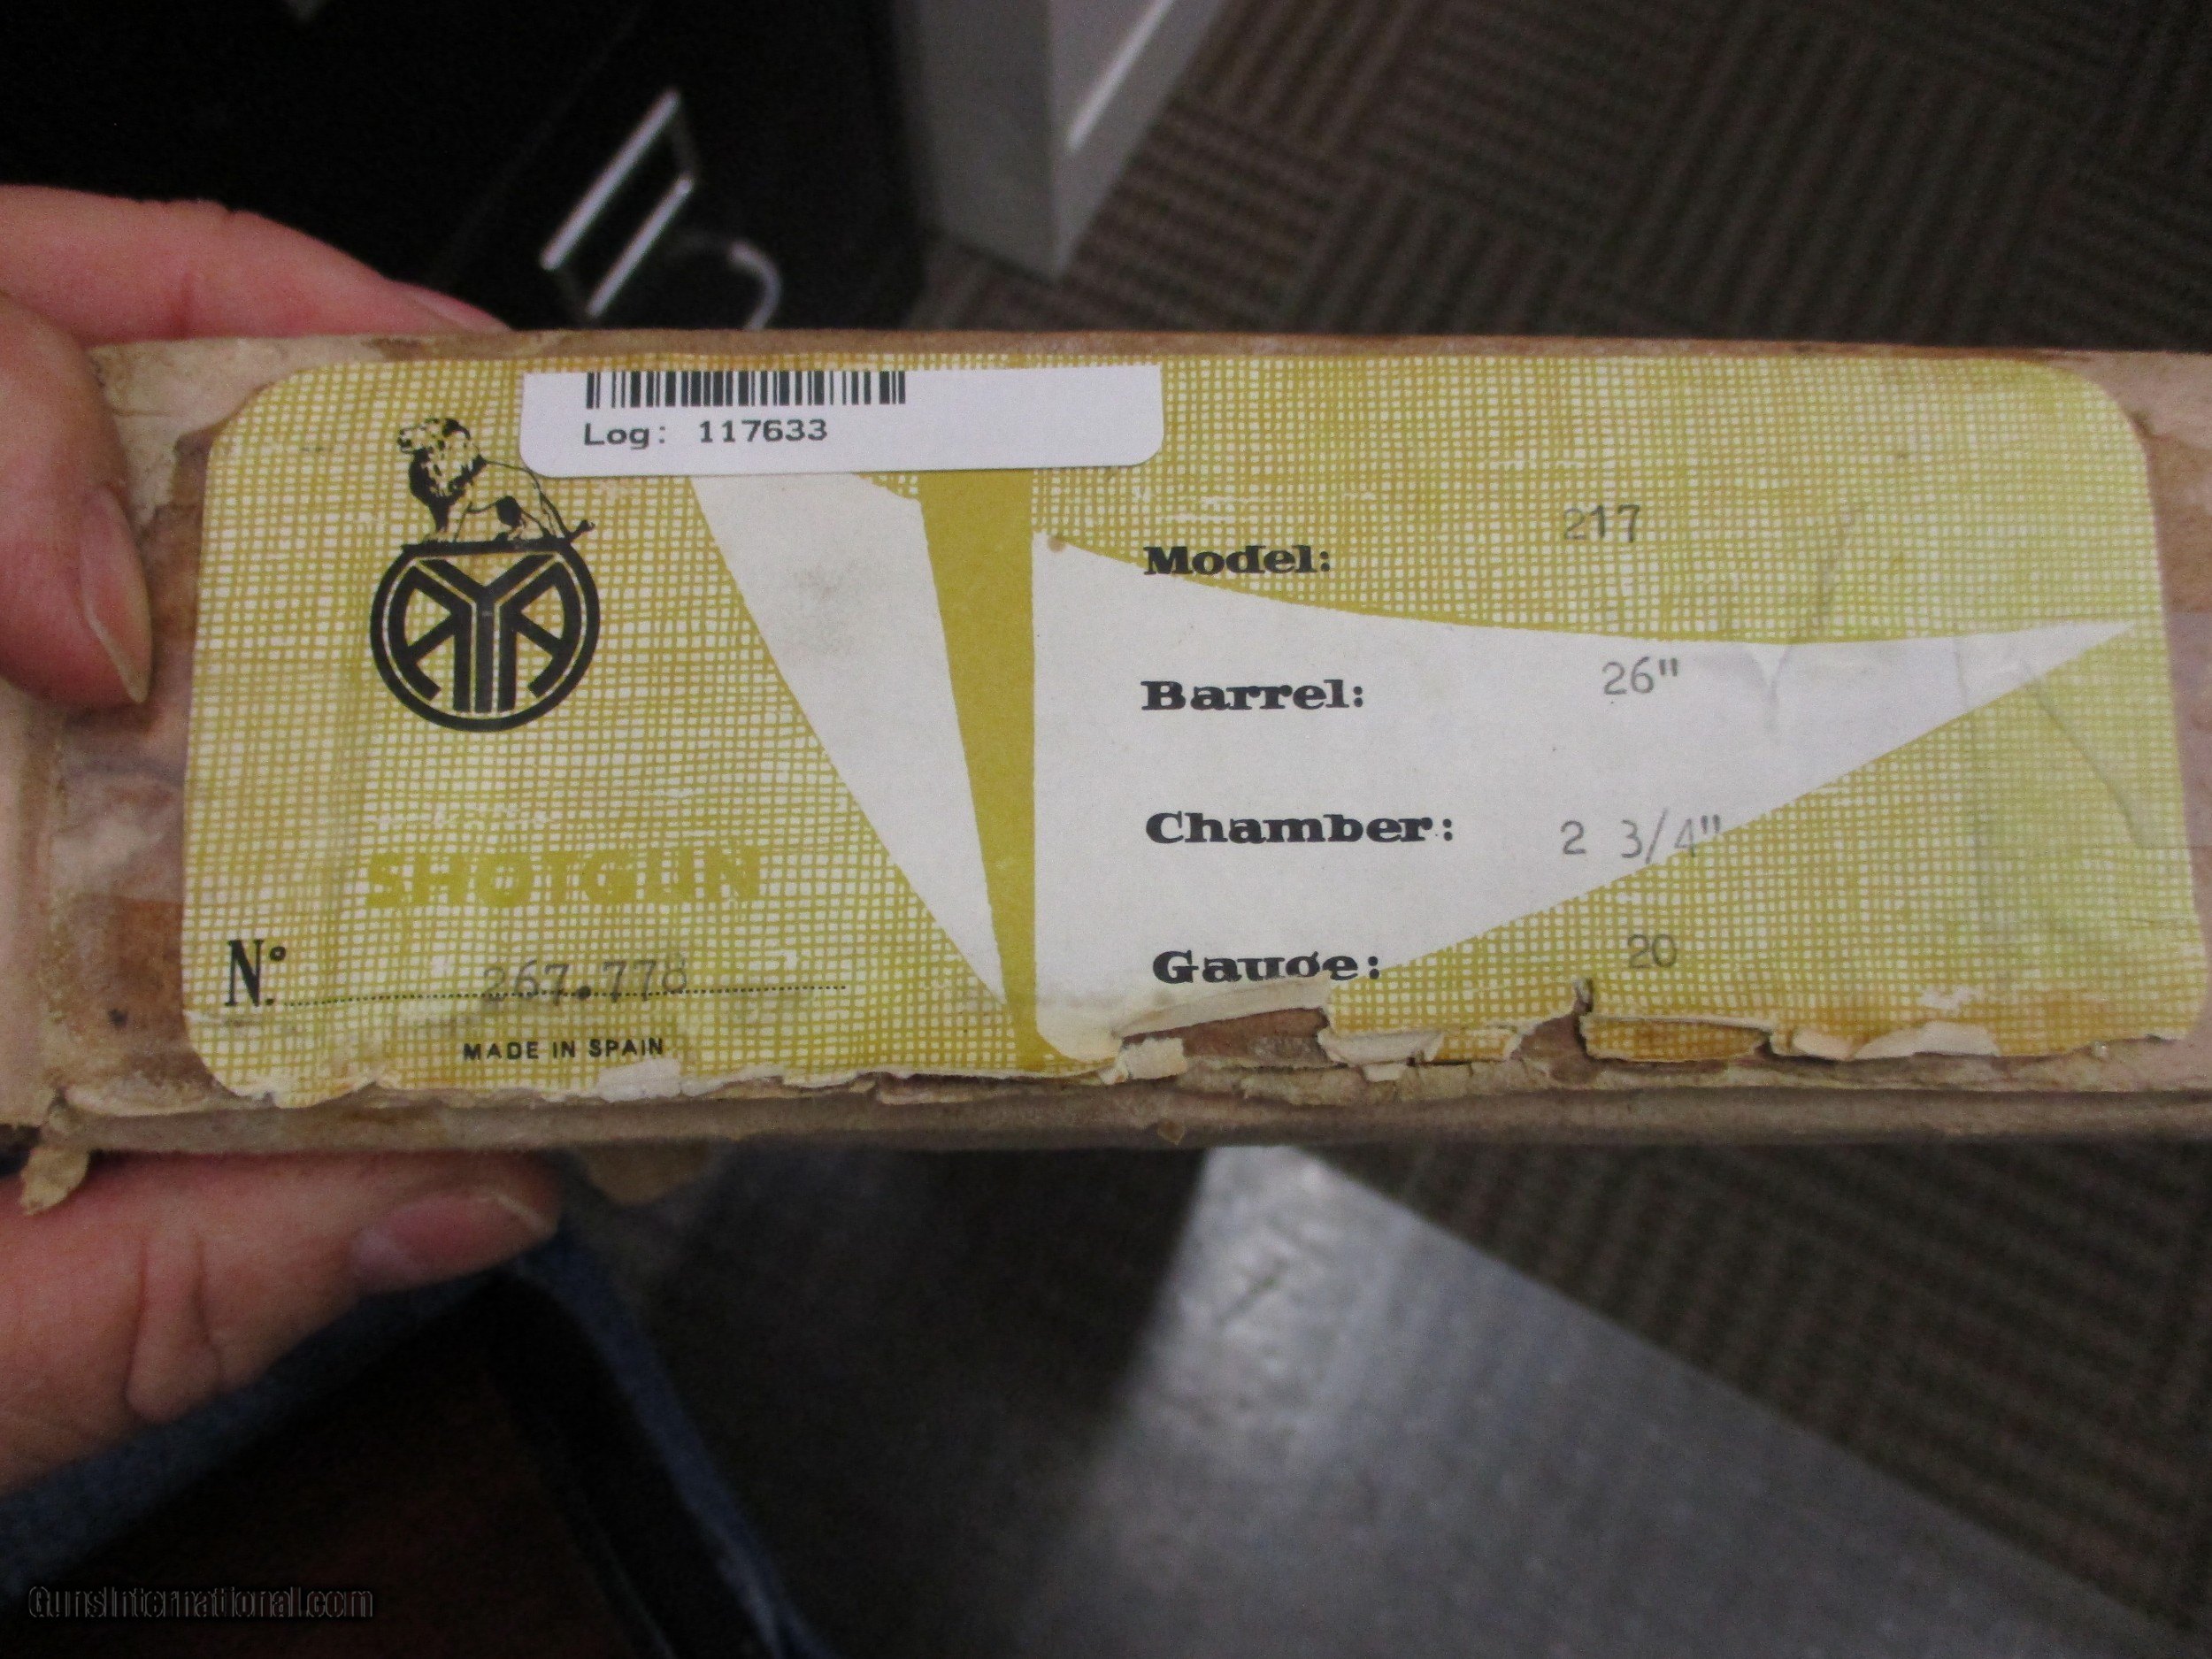 Log: 117633
AYA
Model: 217
Barrel: 26"
Chamber: 2 3/4"
Gauge: 20
SHOTGUN
N.° 267.778
MADE IN SPAIN
GunsInternational.com